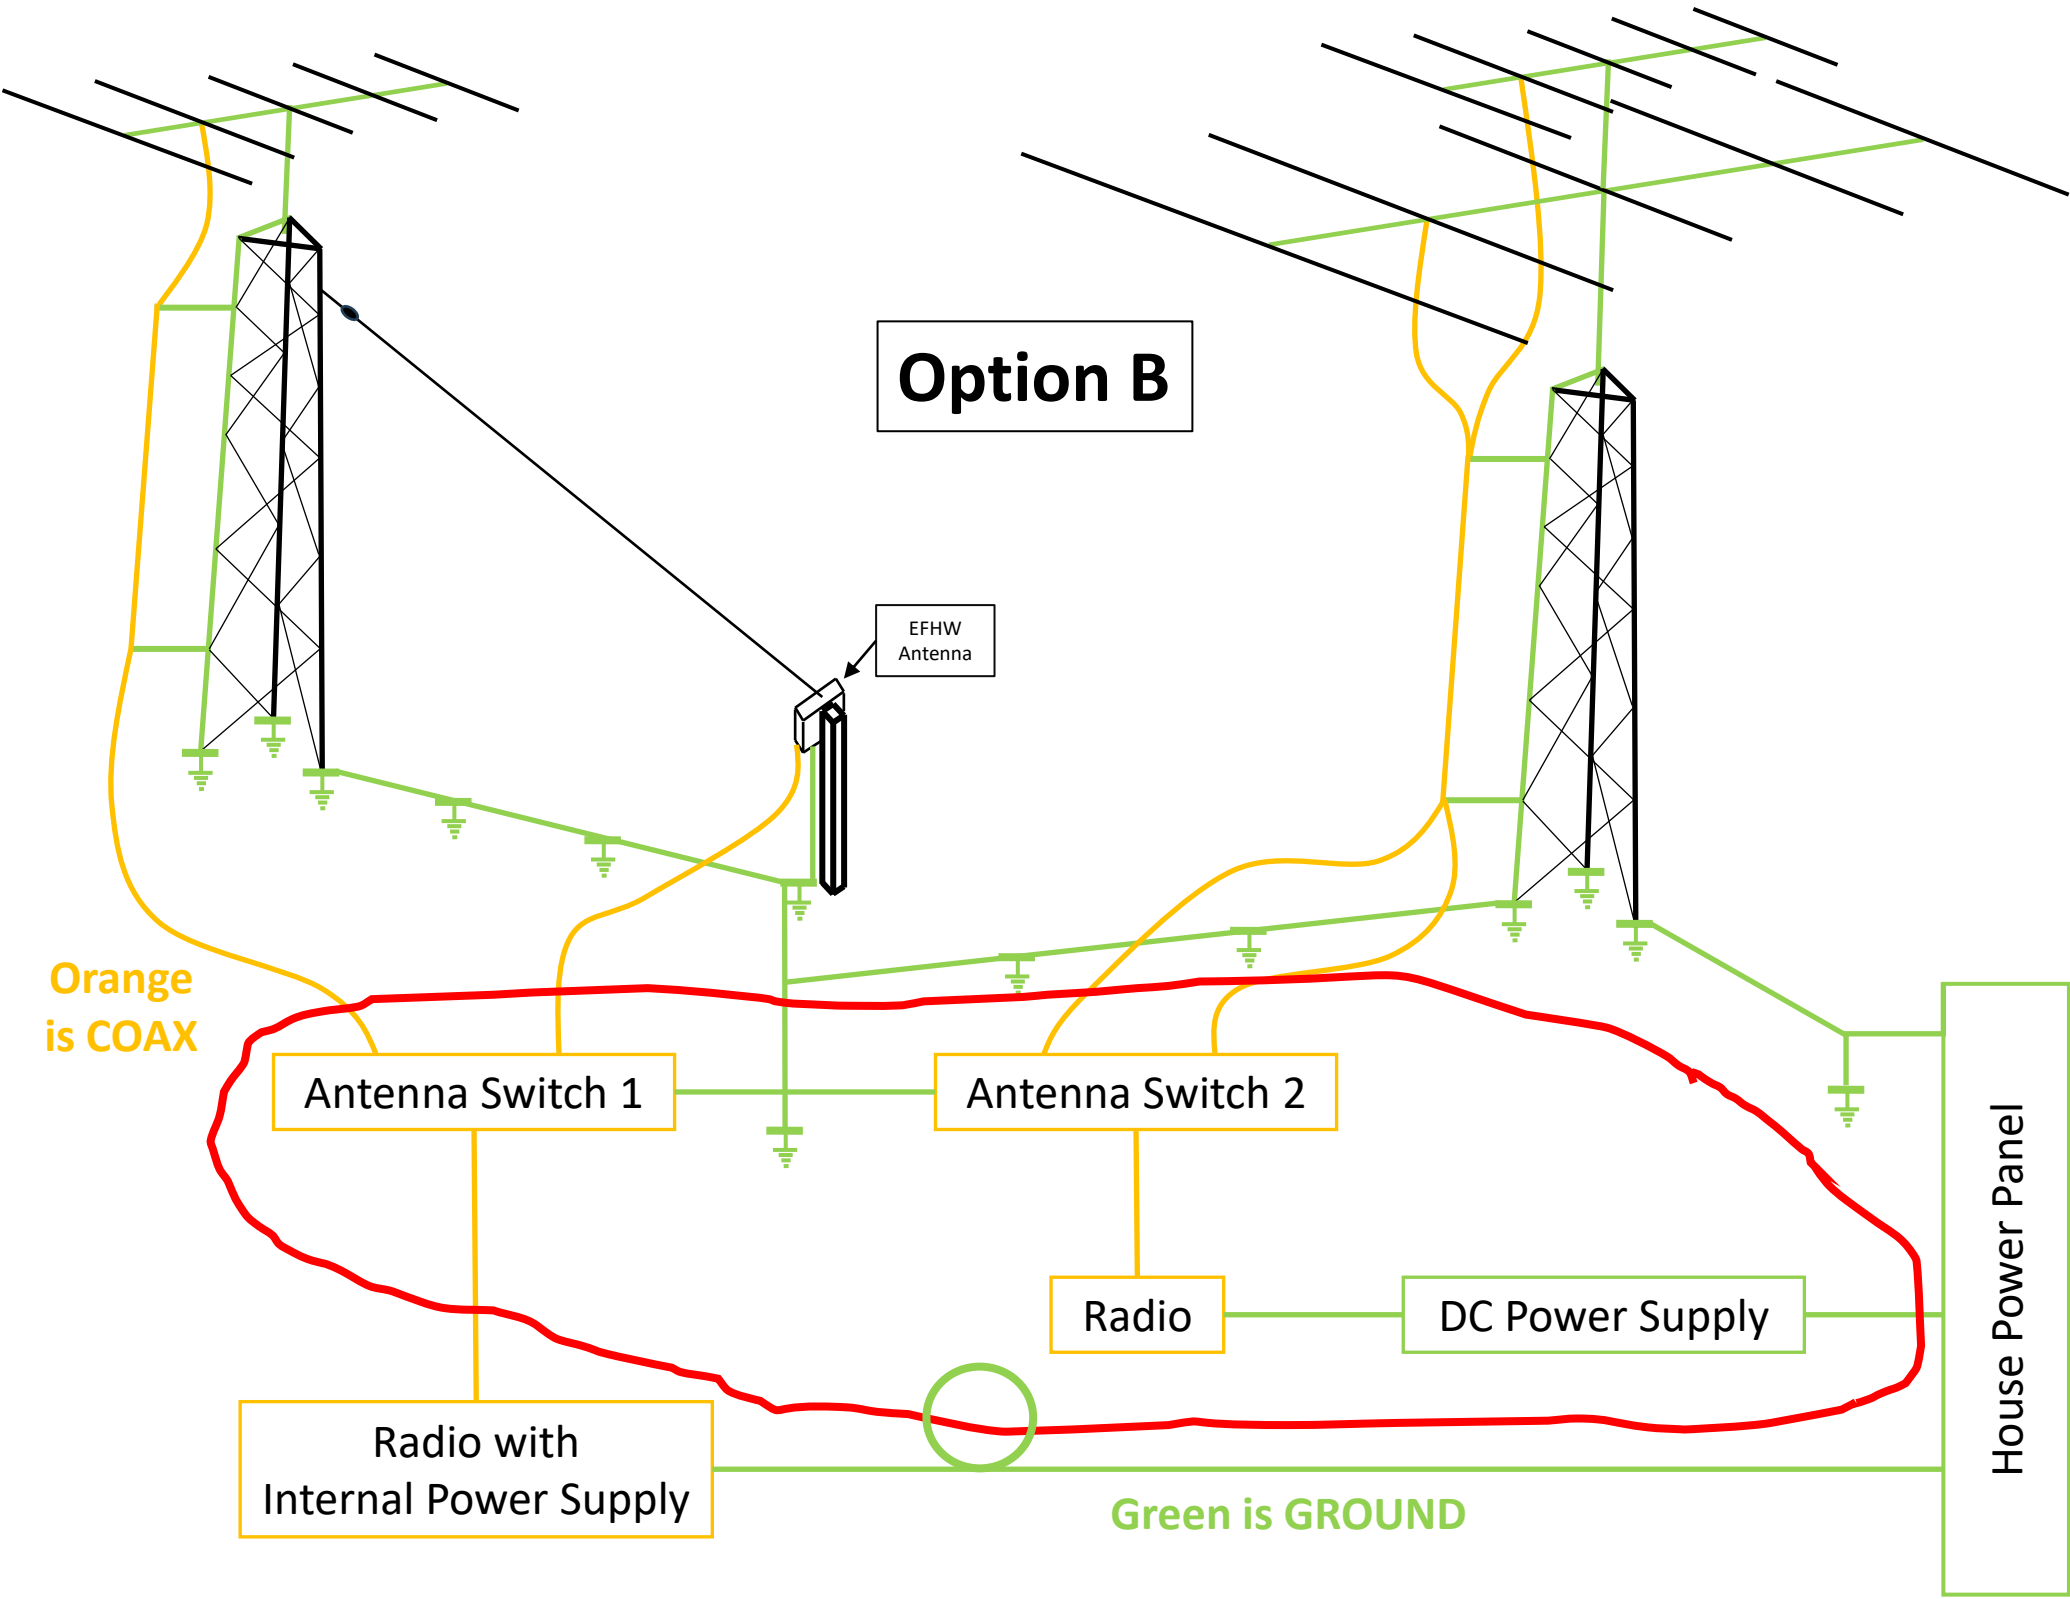 Option B
EFHW
Antenna
Orange
is COAX
Antenna Switch 1
Antenna Switch 2
House Power Panel
Radio
DC Power Supply
Radio with
Internal Power Supply
Green is GROUND